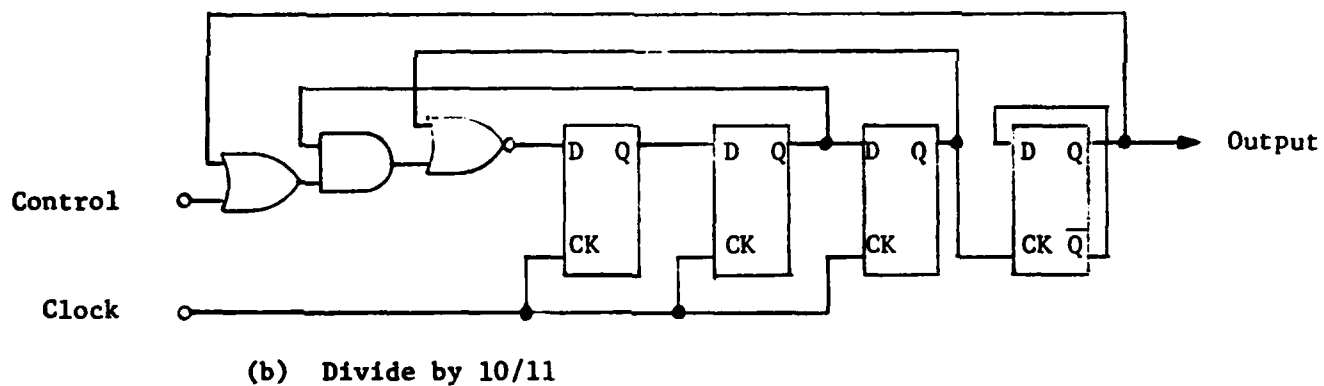 D Q
D Q
D Q
D Q
Output
Control
CK
CK
CK
CK Q̅
Clock
(b) Divide by 10/11